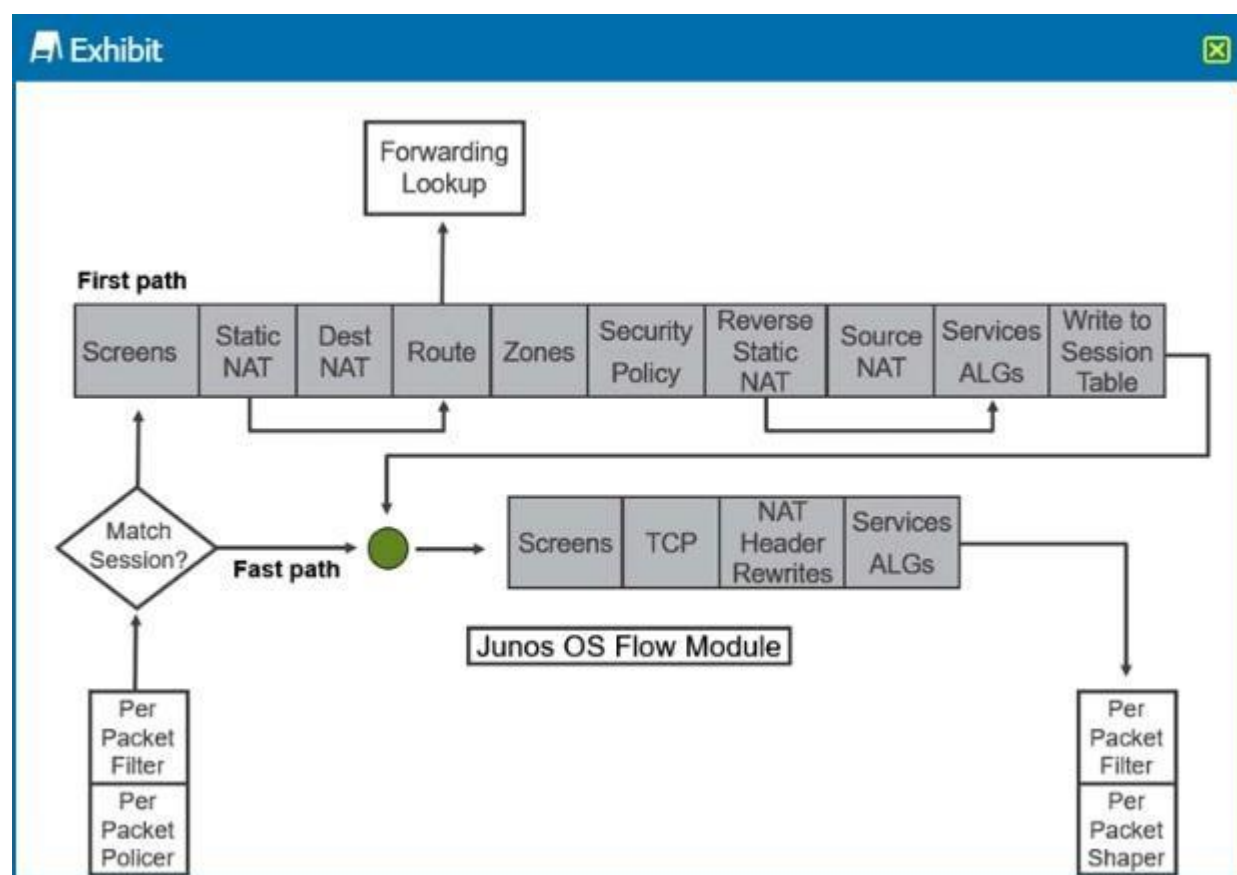 Exhibit
Forwarding
Lookup
First path
Screens
Static
NAT
Dest
NAT
Route
Zones
Security
Policy
Reverse
Static
NAT
Source
NAT
Services
ALGs
Write to
Session
Table
Match
Session?
Fast path
Screens
TCP
NAT
Header
Rewrites
Services
ALGs
Junos OS Flow Module
Per
Packet
Filter
Per
Packet
Policer
Per
Packet
Filter
Per
Packet
Shaper